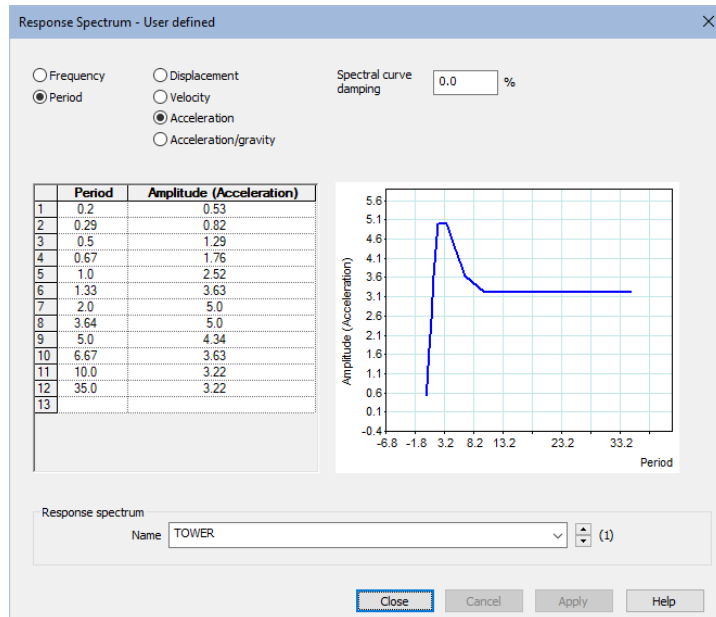 Response Spectrum - User defined
Frequency
Period
Displacement
Velocity
Acceleration
Acceleration/gravity
Spectral curve
damping
0.0 %
Period Amplitude (Acceleration)
1 0.2 0.53
2 0.29 0.82
3 0.5 1.29
4 0.67 1.76
5 1.0 2.52
6 1.33 3.63
7 2.0 5.0
8 3.64 5.0
9 5.0 4.34
10 6.67 3.63
11 10.0 3.22
12 35.0 3.22
13
Amplitude (Acceleration)
5.6
5.1
4.6
4.1
3.6
3.1
2.6
2.1
1.6
1.1
0.6
0.1
-0.4
-6.8 -1.8 3.2 8.2 13.2 23.2 33.2
Period
Response spectrum
Name TOWER (1)
Close Cancel Apply Help